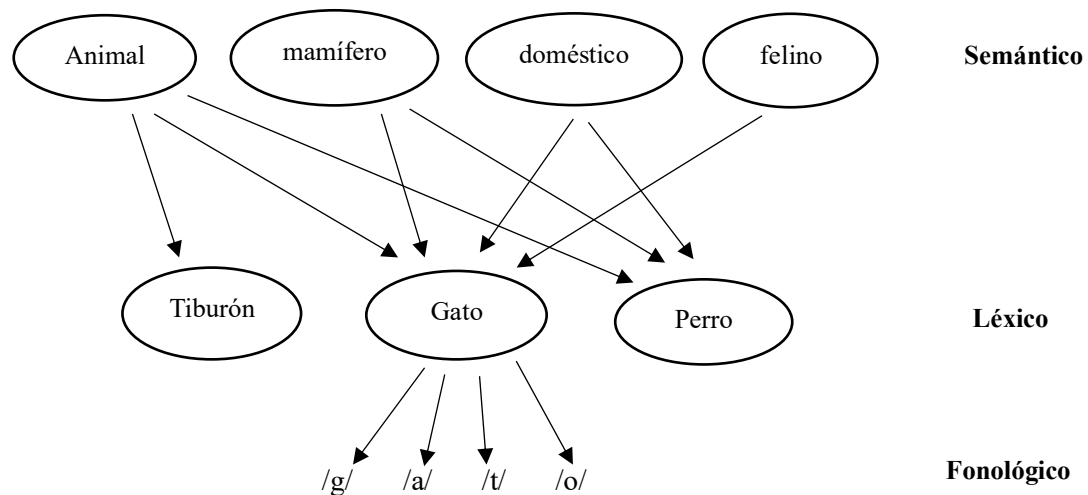 Animal mamífero doméstico felino Semántico
Tiburón Gato Perro Léxico
/g/ /a/ /t/ /o/ Fonológico